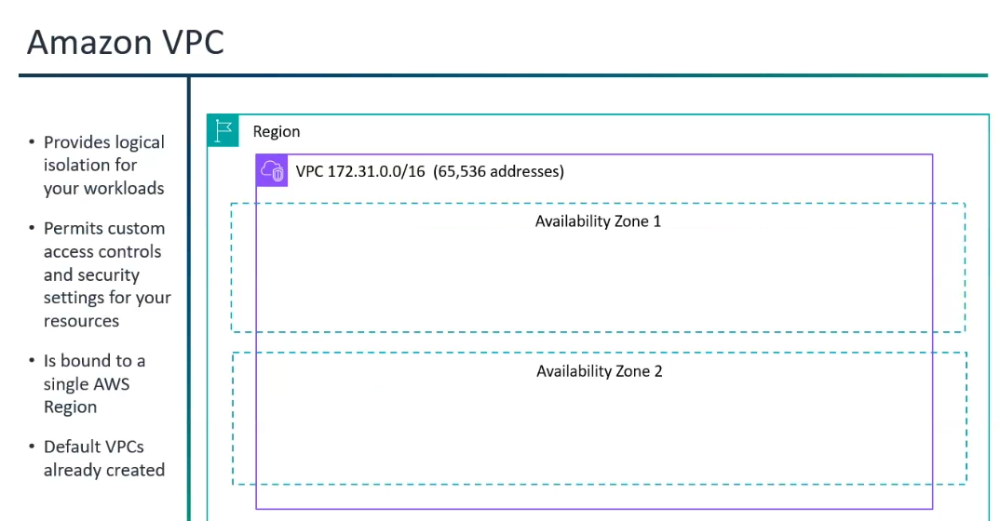 Amazon VPC
• Provides logical
isolation for
your workloads
• Permits custom
access controls
and security
settings for your
resources
• Is bound to a
single AWS
Region
• Default VPCs
already created
Region
VPC 172.31.0.0/16 (65,536 addresses)
Availability Zone 1
Availability Zone 2